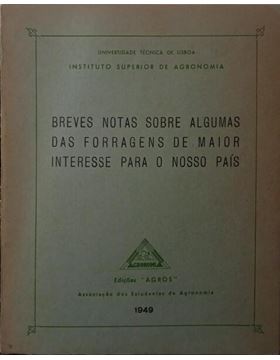 UNIVERSIDADE TÉCNICA DE LISBOA
INSTITUTO SUPERIOR DE AGRONOMIA
BREVES NOTAS SOBRE ALGUMAS
DAS FORRAGENS DE MAIOR
INTERESSE PARA O NOSSO PAÍS
Edições "AGROS"
Associação dos Estudantes de Agronomia
1949